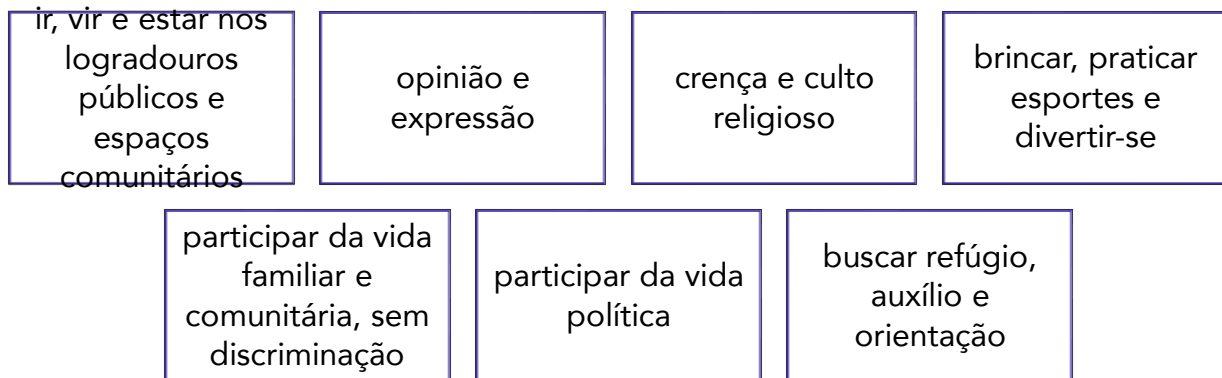 ir, vir e estar nos
logradouros
públicos e
espaços
comunitários
opinião e
expressão
crença e culto
religioso
brincar, praticar
esportes e
divertir-se
participar da vida
familiar e
comunitária, sem
discriminação
participar da vida
política
buscar refúgio,
auxílio e
orientação